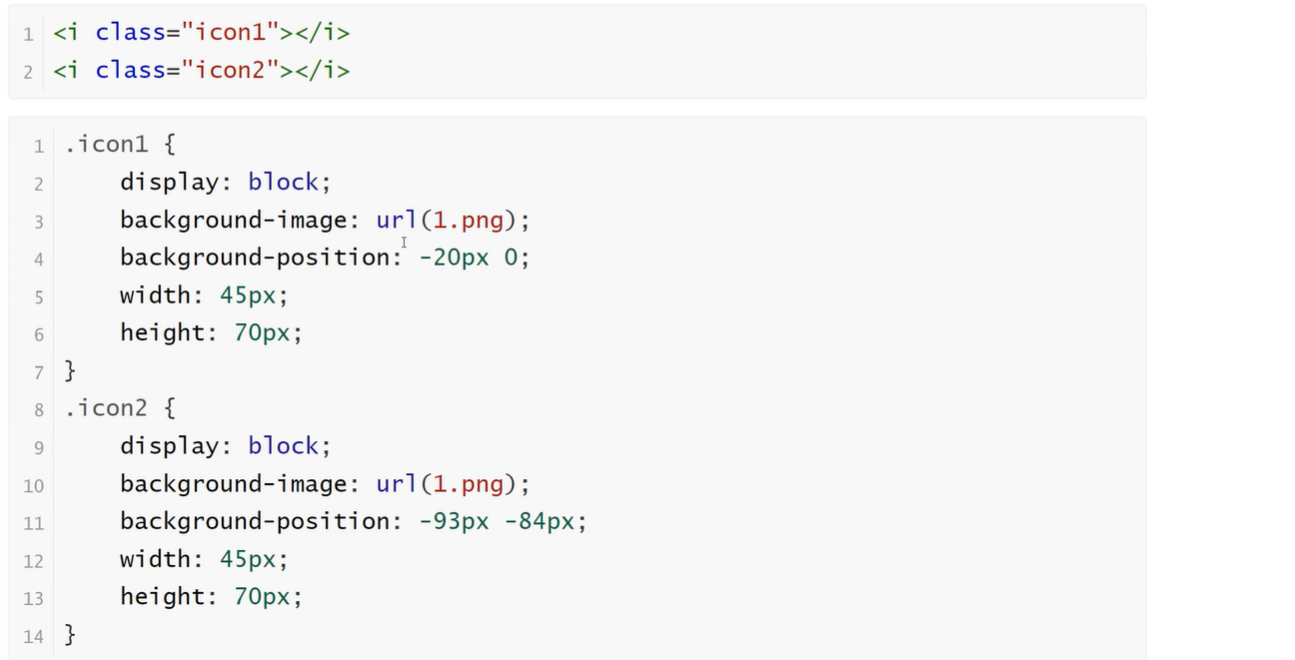 1 <i class="icon1"></i>
2 <i class="icon2"></i>
1 .icon1 {
2     display: block;
3     background-image: url(1.png);
4     background-position: -20px 0;
5     width: 45px;
6     height: 70px;
7 }
8 .icon2 {
9     display: block;
10     background-image: url(1.png);
11     background-position: -93px -84px;
12     width: 45px;
13     height: 70px;
14 }